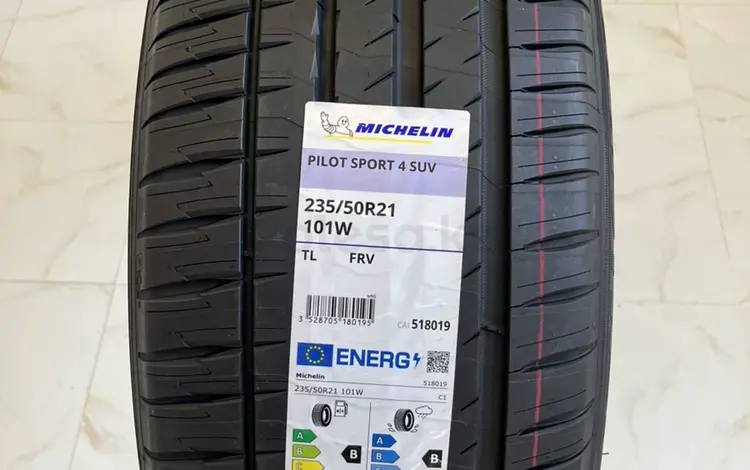 MICHELIN
PILOT SPORT 4 SUV
235/50R21
101W
TL FRV
3 528705 180195
CAI 518019
ENERG
Michelin 518019
235/50R21 101W C1
A A
B B B B
C